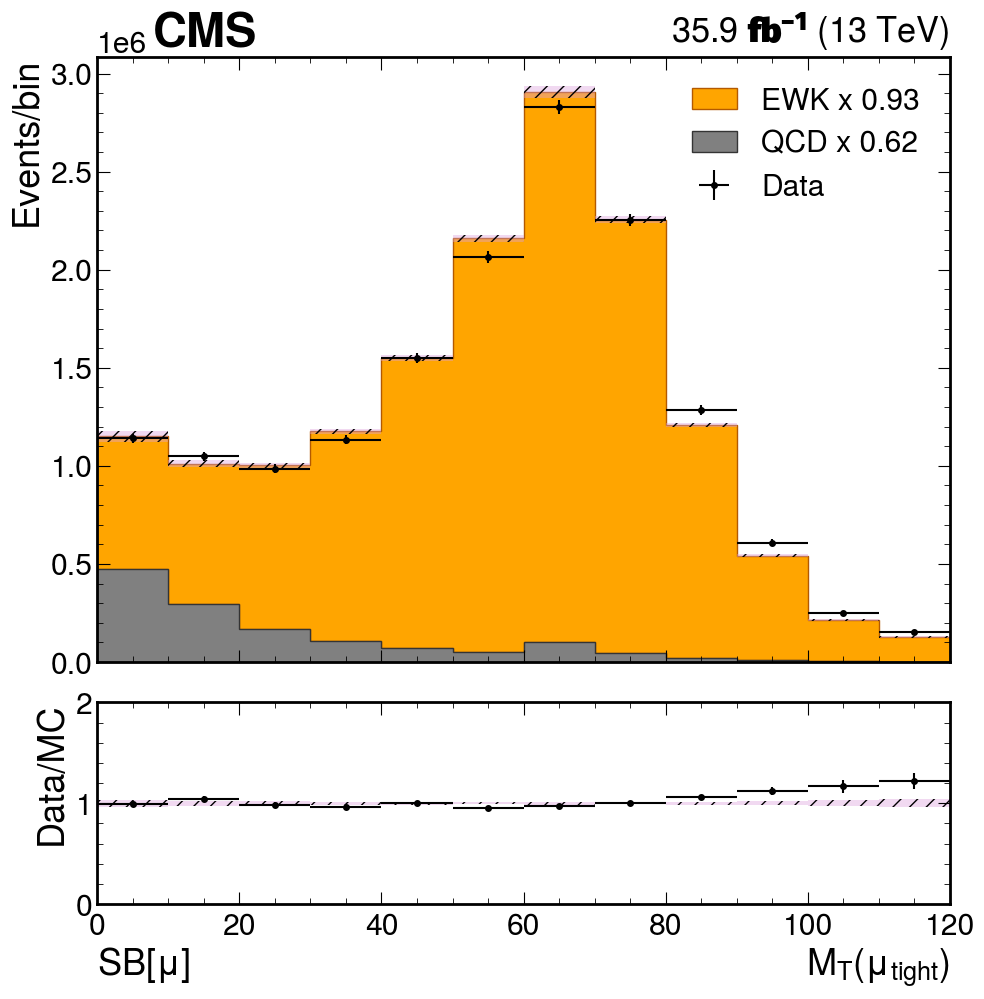 1e6 CMS 35.9 fb⁻¹ (13 TeV)
Events/bin
3.0
2.5
2.0
1.5
1.0
0.5
0.0
EWK x 0.93
QCD x 0.62
Data
Data/MC
2
1
0
0 20 40 60 80 100 120
SB[μ] M_T(μ_tight)